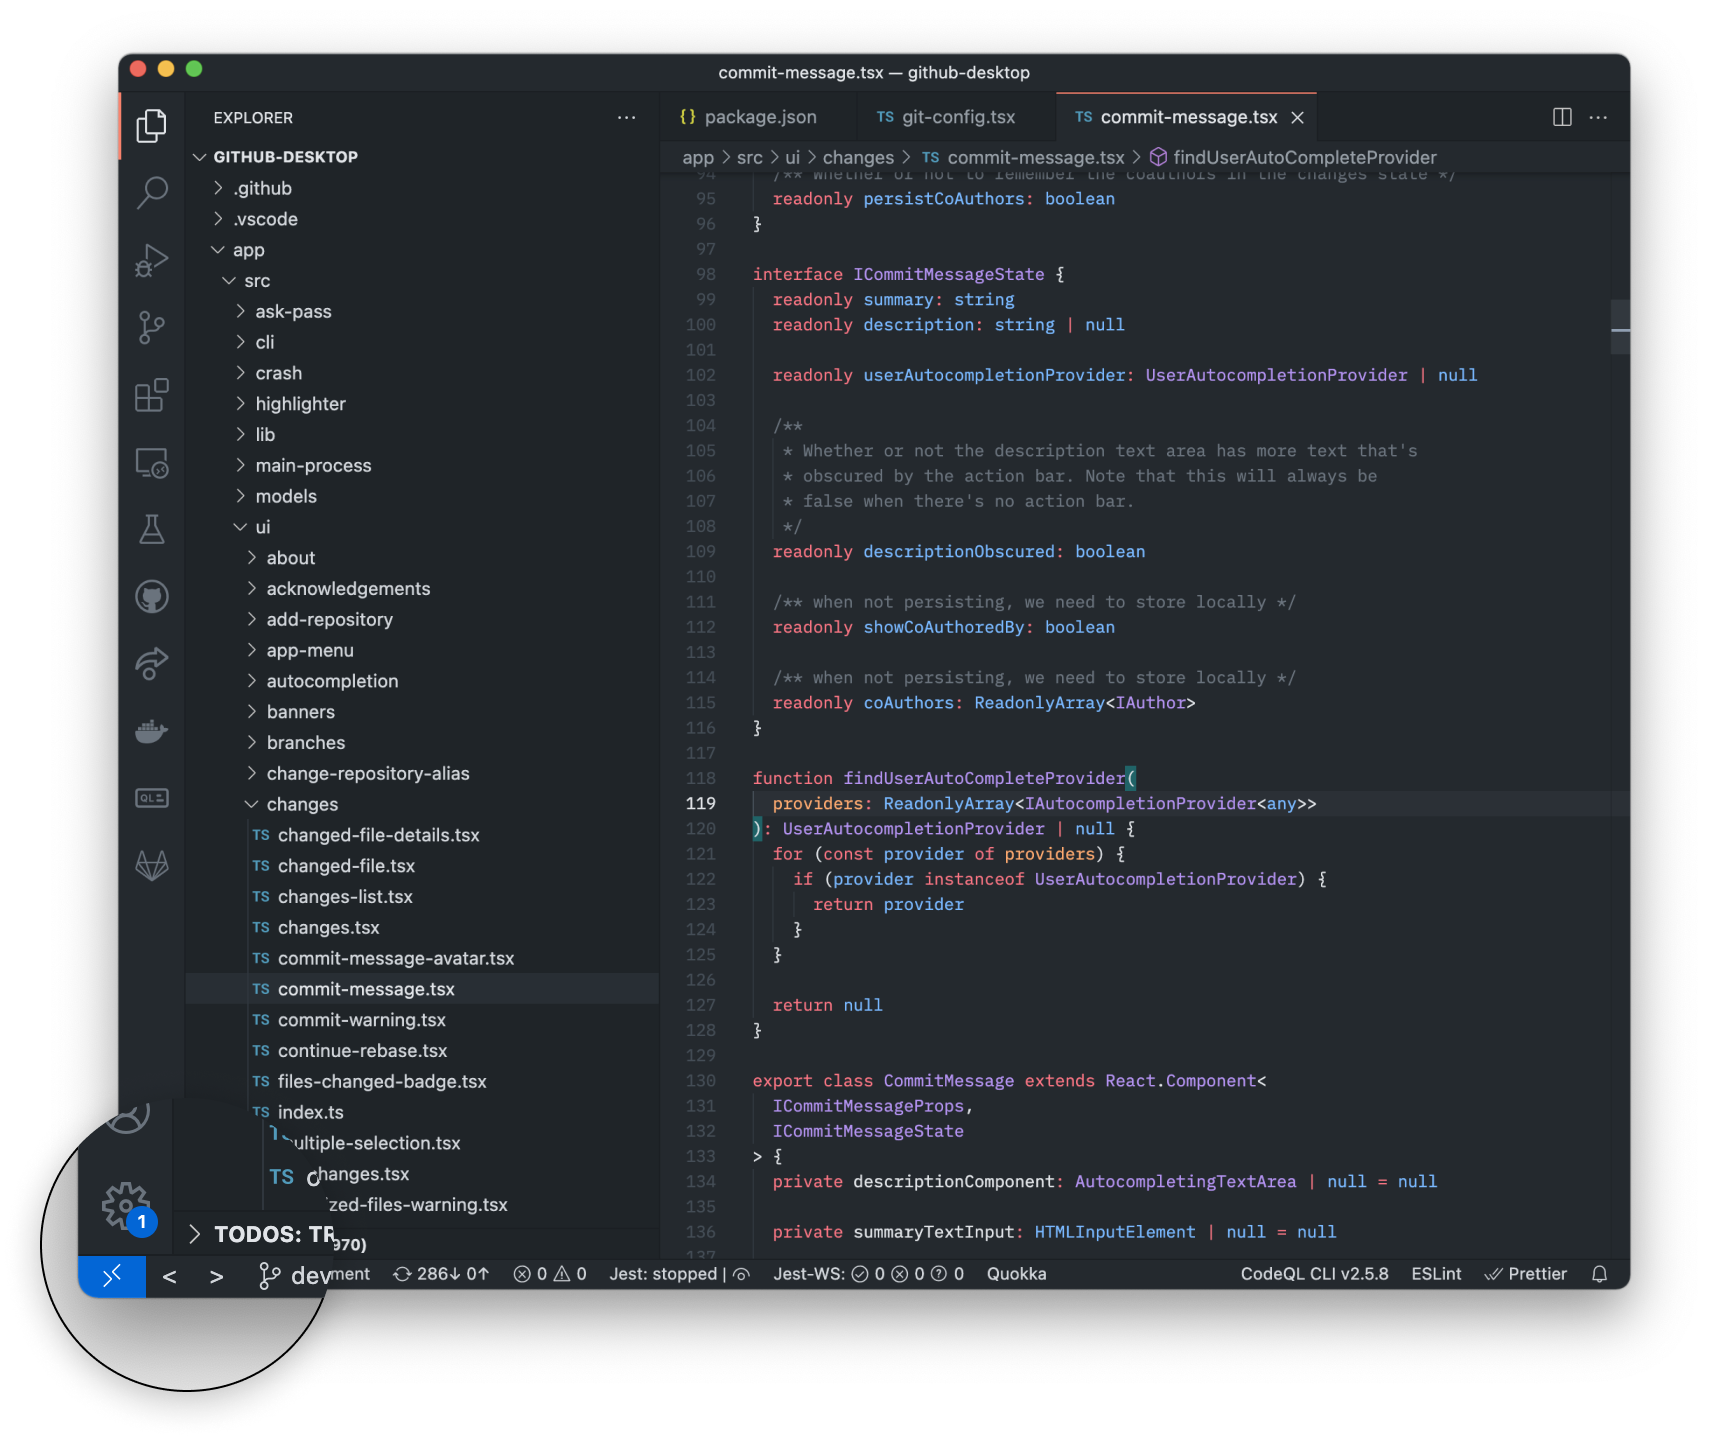 commit-message.tsx — github-desktop
EXPLORER
GITHUB-DESKTOP
.github
.vscode
app
src
ask-pass
cli
crash
highlighter
lib
main-process
models
ui
about
acknowledgements
add-repository
app-menu
autocompletion
banners
branches
change-repository-alias
changes
TS changed-file-details.tsx
TS changed-file.tsx
TS changes-list.tsx
TS changes.tsx
TS commit-message-avatar.tsx
TS commit-message.tsx
TS commit-warning.tsx
TS continue-rebase.tsx
TS files-changed-badge.tsx
TS index.ts
ultiple-selection.tsx
TS changes.tsx
zed-files-warning.tsx
TODOS: TR 970)
QL
1
{} package.json
TS git-config.tsx
TS commit-message.tsx
app > src > ui > changes > TS commit-message.tsx > findUserAutoCompleteProvider
94 /** Whether or not to remember the coauthors in the changes state */
95 readonly persistCoAuthors: boolean
96 }
97
98 interface ICommitMessageState {
99 readonly summary: string
100 readonly description: string | null
101
102 readonly userAutocompletionProvider: UserAutocompletionProvider | null
103
104 /**
105 * Whether or not the description text area has more text that's
106 * obscured by the action bar. Note that this will always be
107 * false when there's no action bar.
108 */
109 readonly descriptionObscured: boolean
110
111 /** when not persisting, we need to store locally */
112 readonly showCoAuthoredBy: boolean
113
114 /** when not persisting, we need to store locally */
115 readonly coAuthors: ReadonlyArray<IAuthor>
116 }
117
118 function findUserAutoCompleteProvider(
119 providers: ReadonlyArray<IAutocompletionProvider<any>>
120 ): UserAutocompletionProvider | null {
121 for (const provider of providers) {
122 if (provider instanceof UserAutocompletionProvider) {
123 return provider
124 }
125 }
126
127 return null
128 }
129
130 export class CommitMessage extends React.Component<
131 ICommitMessageProps,
132 ICommitMessageState
133 > {
134 private descriptionComponent: AutocompletingTextArea | null = null
135
136 private summaryTextInput: HTMLInputElement | null = null
137
< > dev ment 286↓ 0↑ 0 0 Jest: stopped | Jest-WS: 0 0 0 Quokka CodeQL CLI v2.5.8 ESLint Prettier